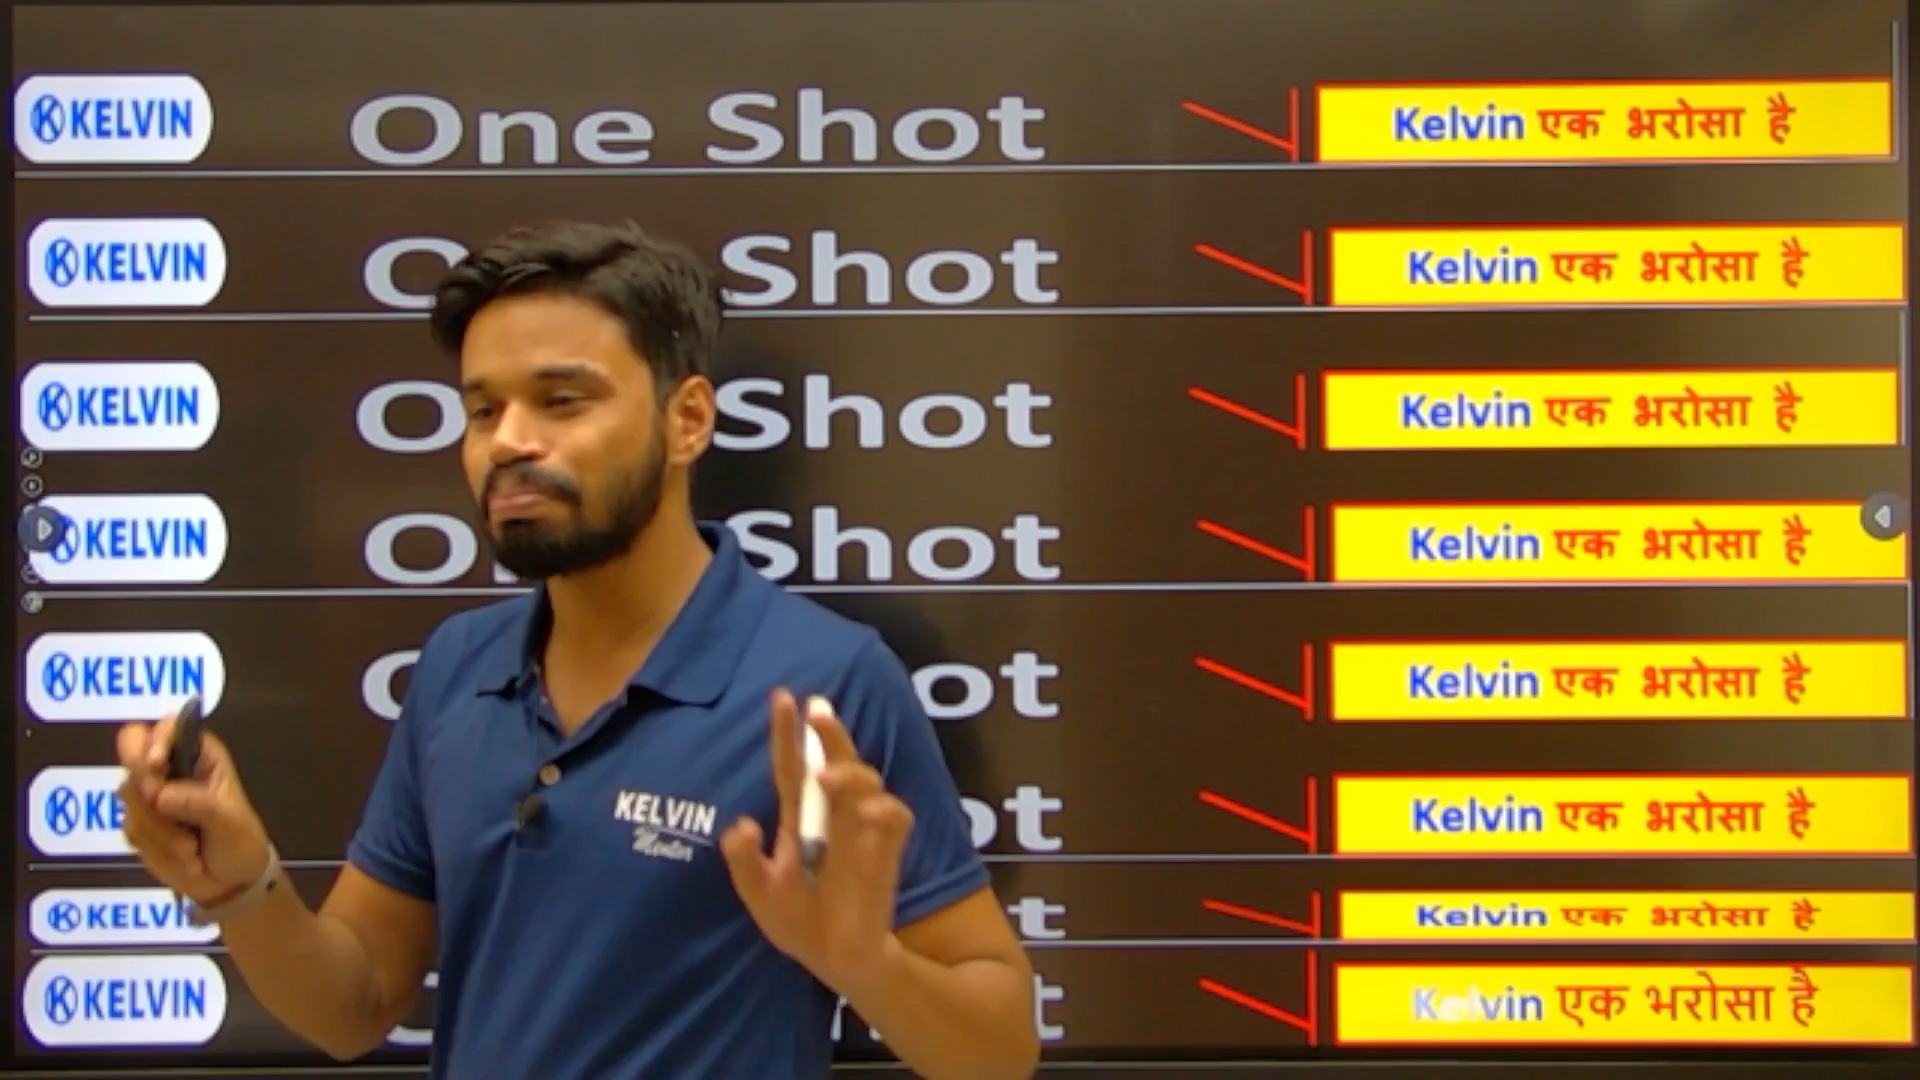 KELVIN One Shot Kelvin एक भरोसा है
KELVIN Shot Kelvin एक भरोसा है
KELVIN Shot Kelvin एक भरोसा है
KELVIN Shot Kelvin एक भरोसा है
KELVIN Kelvin एक भरोसा है
Kelvin एक भरोसा है
KELVIN Kelvin एक भरोसा है
KELVIN Kelvin एक भरोसा है
KELVIN
Mentor